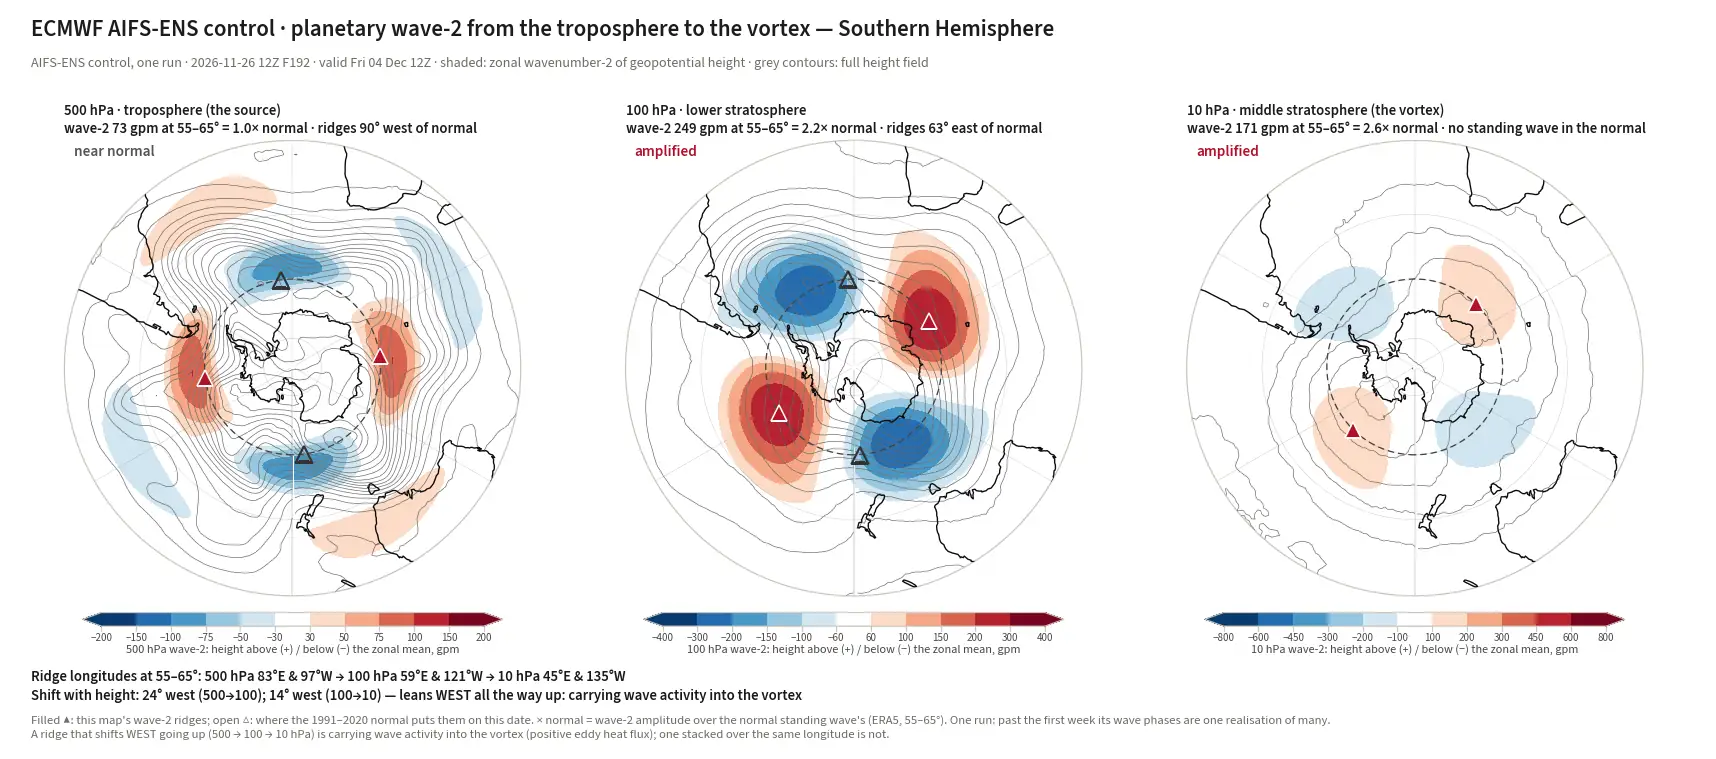 ECMWF AIFS-ENS control · planetary wave-2 from the troposphere to the vortex — Southern Hemisphere
AIFS-ENS control, one run · 2026-11-26 12Z F192 · valid Fri 04 Dec 12Z · shaded: zonal wavenumber-2 of geopotential height · grey contours: full height field
500 hPa · troposphere (the source)
wave-2 73 gpm at 55–65° = 1.0× normal · ridges 90° west of normal
near normal
100 hPa · lower stratosphere
wave-2 249 gpm at 55–65° = 2.2× normal · ridges 63° east of normal
amplified
10 hPa · middle stratosphere (the vortex)
wave-2 171 gpm at 55–65° = 2.6× normal · no standing wave in the normal
amplified
−200 −150 −100 −75 −50 −30 30 50 75 100 150 200
500 hPa wave-2: height above (+) / below (−) the zonal mean, gpm
−400 −300 −200 −150 −100 −60 60 100 150 200 300 400
100 hPa wave-2: height above (+) / below (−) the zonal mean, gpm
−800 −600 −450 −300 −200 −100 100 200 300 450 600 800
10 hPa wave-2: height above (+) / below (−) the zonal mean, gpm
Ridge longitudes at 55–65°: 500 hPa 83°E & 97°W → 100 hPa 59°E & 121°W → 10 hPa 45°E & 135°W
Shift with height: 24° west (500→100); 14° west (100→10) — leans WEST all the way up: carrying wave activity into the vortex
Filled ▲: this map's wave-2 ridges; open △: where the 1991–2020 normal puts them on this date. × normal = wave-2 amplitude over the normal standing wave's (ERA5, 55–65°). One run: past the first week its wave phases are one realisation of many.
A ridge that shifts WEST going up (500 → 100 → 10 hPa) is carrying wave activity into the vortex (positive eddy heat flux); one stacked over the same longitude is not.